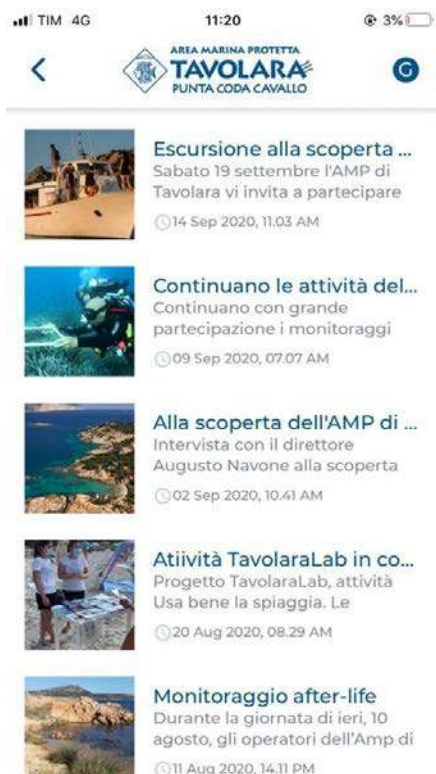 TIM 4G 11:20 3%
AREA MARINA PROTETTA
TAVOLARA
PUNTA CODA CAVALLO
G
Escursione alla scoperta ...
Sabato 19 settembre l'AMP di
Tavolara vi invita a partecipare
14 Sep 2020, 11.03 AM
Continuano le attività del...
Continuano con grande
partecipazione i monitoraggi
09 Sep 2020, 07.07 AM
Alla scoperta dell'AMP di ...
Intervista con il direttore
Augusto Navone alla scoperta
02 Sep 2020, 10.41 AM
Atiività TavolaraLab in co...
Progetto TavolaraLab, attività
Usa bene la spiaggia. Le
20 Aug 2020, 08.29 AM
Monitoraggio after-life
Durante la giornata di ieri, 10
agosto, gli operatori dell'Amp di
11 Aug 2020, 14.11 PM